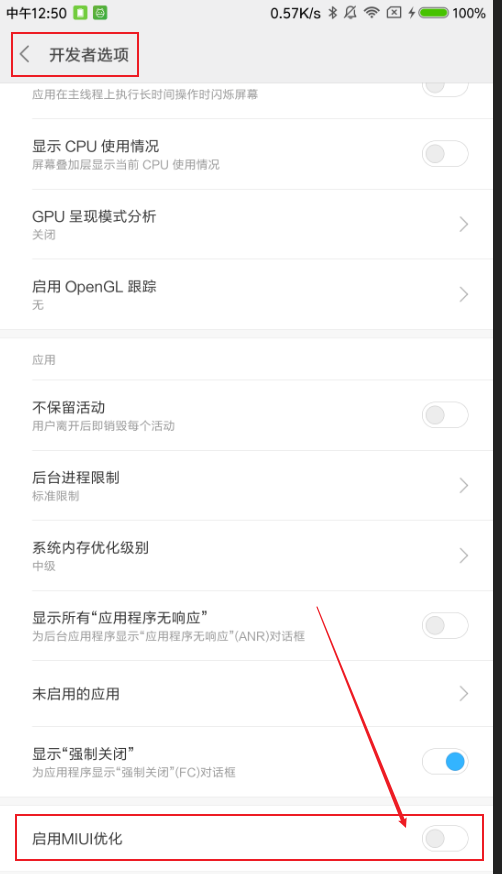 中午12:50 0.57K/s 100%
开发者选项
应用在主线程上执行长时间操作时闪烁屏幕
显示 CPU 使用情况
屏幕叠加层显示当前 CPU 使用情况
GPU 呈现模式分析
关闭
启用 OpenGL 跟踪
无
应用
不保留活动
用户离开后即销毁每个活动
后台进程限制
标准限制
系统内存优化级别
中级
显示所有“应用程序无响应”
为后台应用程序显示“应用程序无响应”(ANR)对话框
未启用的应用
显示“强制关闭”
为应用程序显示“强制关闭”(FC)对话框
启用MIUI优化